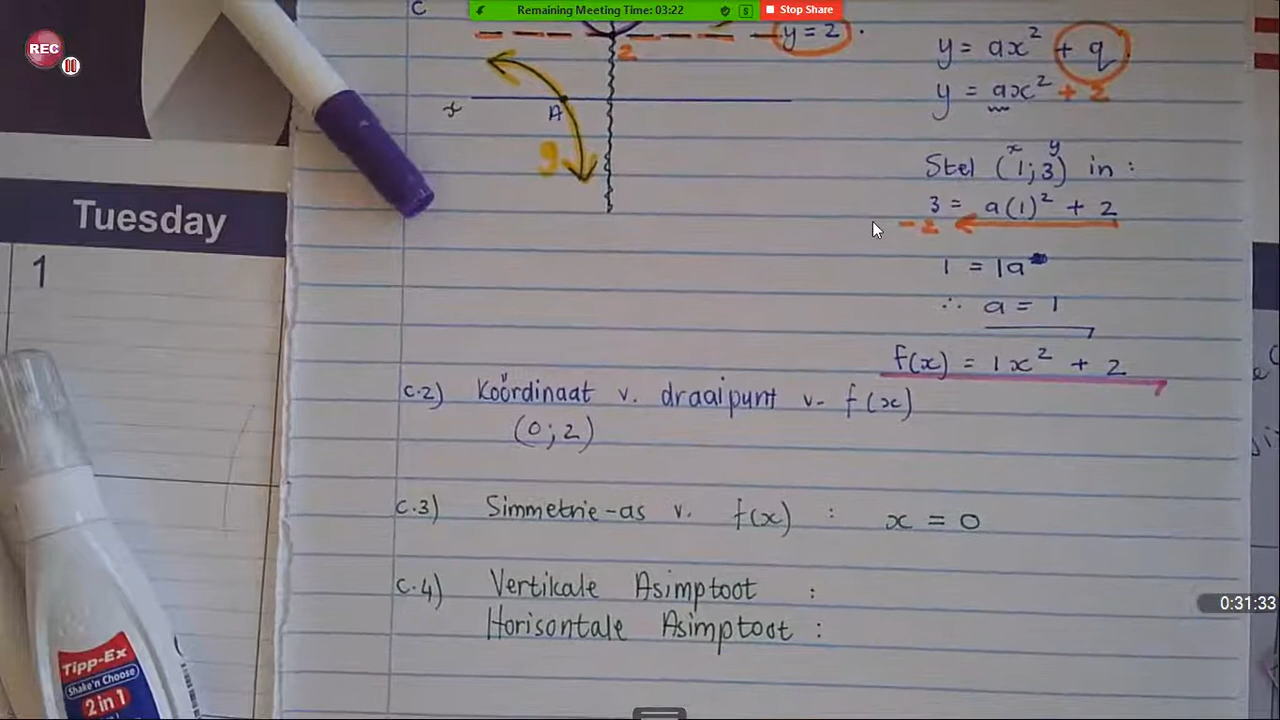 Remaining Meeting Time: 03:22
Stop Share
REC
C
2
y = 2
x
A
g
y = ax² + q
y = ax² + 2
x y
Stel (1;3) in :
3 = a(1)² + 2
-2
1 = 1a
∴ a = 1
f(x) = 1x² + 2
C.2) Koördinaat v. draaipunt v. f(x)
(0;2)
C.3) Simmetrie-as v. f(x) : x = 0
C.4) Vertikale Asimptoot :
Horisontale Asimptoot :
Tuesday
1
Tipp-Ex
Shake'n Choose
2 in 1
0:31:33